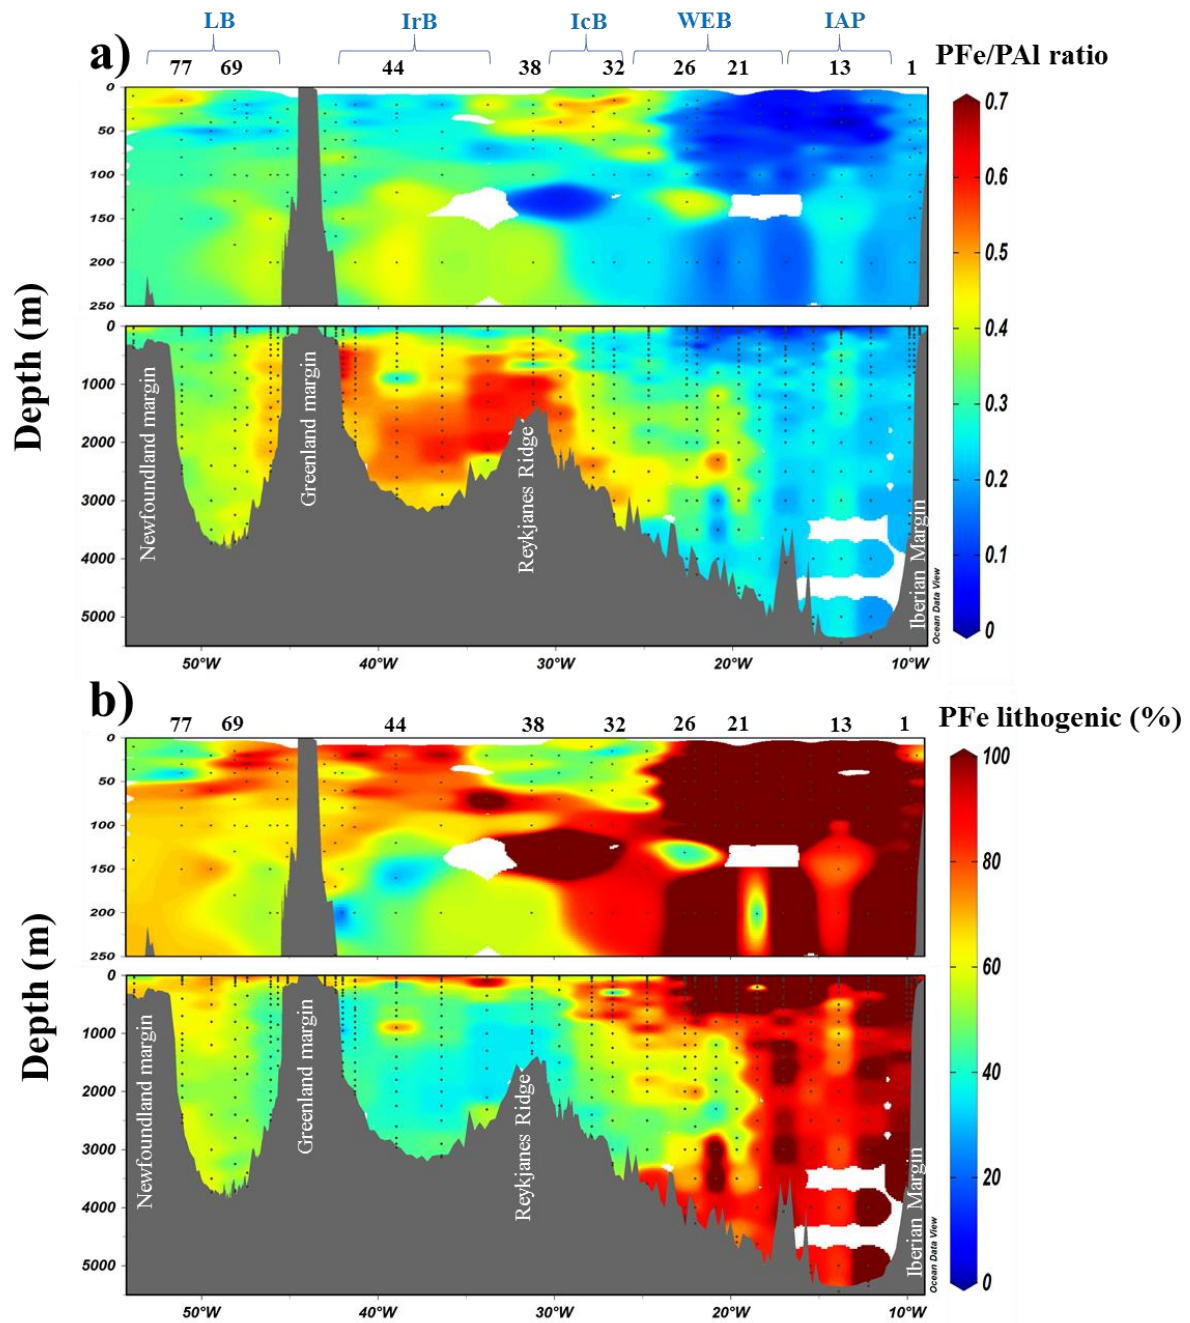 LB IrB IcB WEB IAP
a) PFe/PAl ratio
77 69 44 38 32 26 21 13 1
0
50
100
150
200
250
0
1000
2000
3000
4000
5000
Depth (m)
Newfoundland margin
Greenland margin
Reykjanes Ridge
Iberian Margin
Ocean Data View
50°W 40°W 30°W 20°W 10°W
0.7
0.6
0.5
0.4
0.3
0.2
0.1
0
b) PFe lithogenic (%)
77 69 44 38 32 26 21 13 1
0
50
100
150
200
250
0
1000
2000
3000
4000
5000
Depth (m)
Newfoundland margin
Greenland margin
Reykjanes Ridge
Iberian Margin
Ocean Data View
50°W 40°W 30°W 20°W 10°W
100
80
60
40
20
0